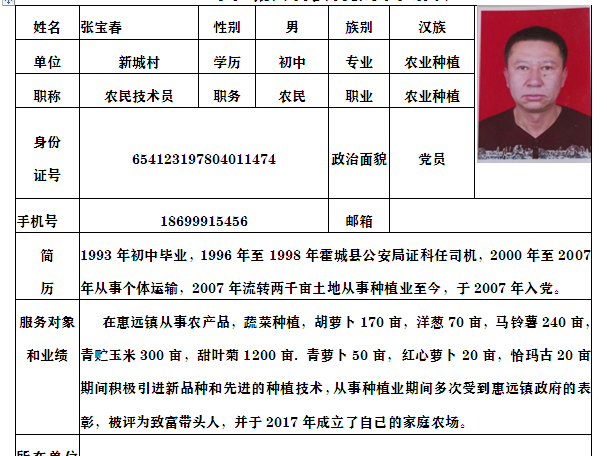 姓名 张宝春 性别 男 族别 汉族
单位 新城村 学历 初中 专业 农业种植
职称 农民技术员 职务 农民 职业 农业种植
身份
证号 654123197804011474 政治面貌 党员
手机号 18699915456 邮箱
简
历
1993 年初中毕业，1996 年至 1998 年霍城县公安局证科任司机，2000 年至 2007
年从事个体运输，2007 年流转两千亩土地从事种植业至今，于 2007 年入党。
服务对象
和业绩
在惠远镇从事农产品，蔬菜种植，胡萝卜 170 亩，洋葱 70 亩，马铃薯 240 亩，
青贮玉米 300 亩，甜叶菊 1200 亩. 青萝卜 50 亩，红心萝卜 20 亩，恰玛古 20 亩
期间积极引进新品种和先进的种植技术，从事种植业期间多次受到惠远镇政府的表
彰，被评为致富带头人，并于 2017 年成立了自己的家庭农场。
所在单位